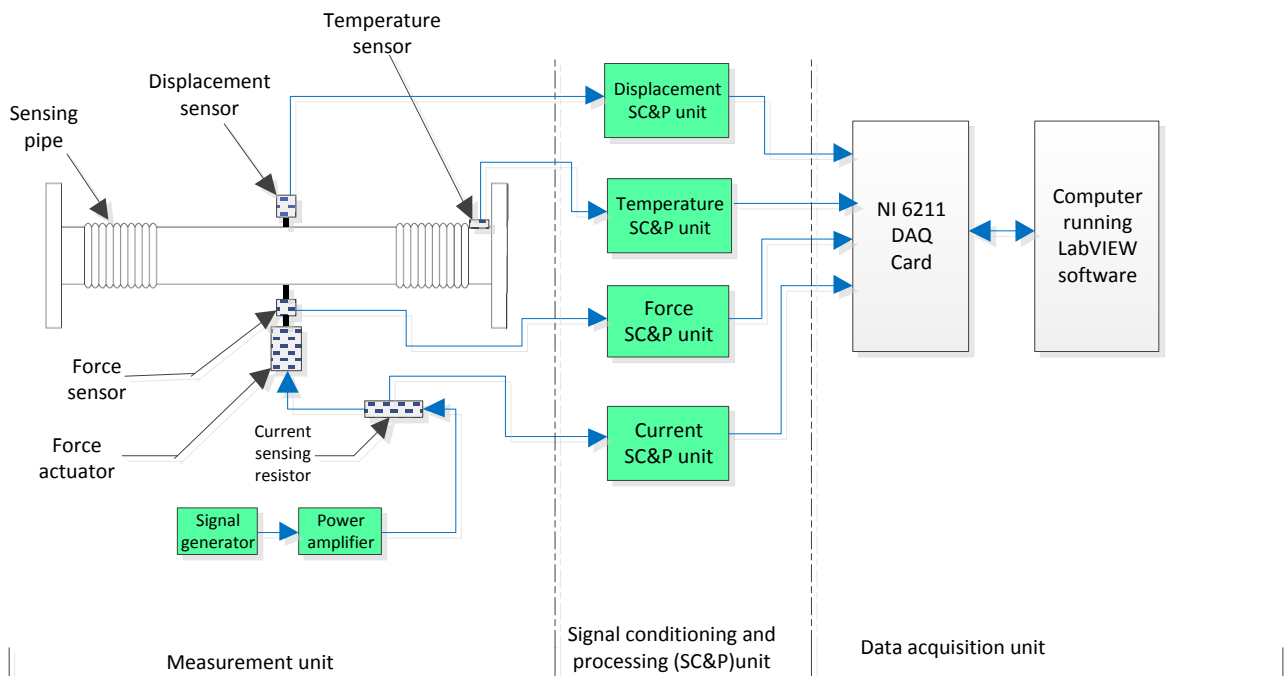 Temperature
sensor
Displacement
sensor
Sensing
pipe
Force
sensor
Force
actuator
Current
sensing
resistor
Signal
generator
Power
amplifier
Displacement
SC&P unit
Temperature
SC&P unit
Force
SC&P unit
Current
SC&P unit
NI 6211
DAQ
Card
Computer
running
LabVIEW
software
Measurement unit
Signal conditioning and
processing (SC&P)unit
Data acquisition unit